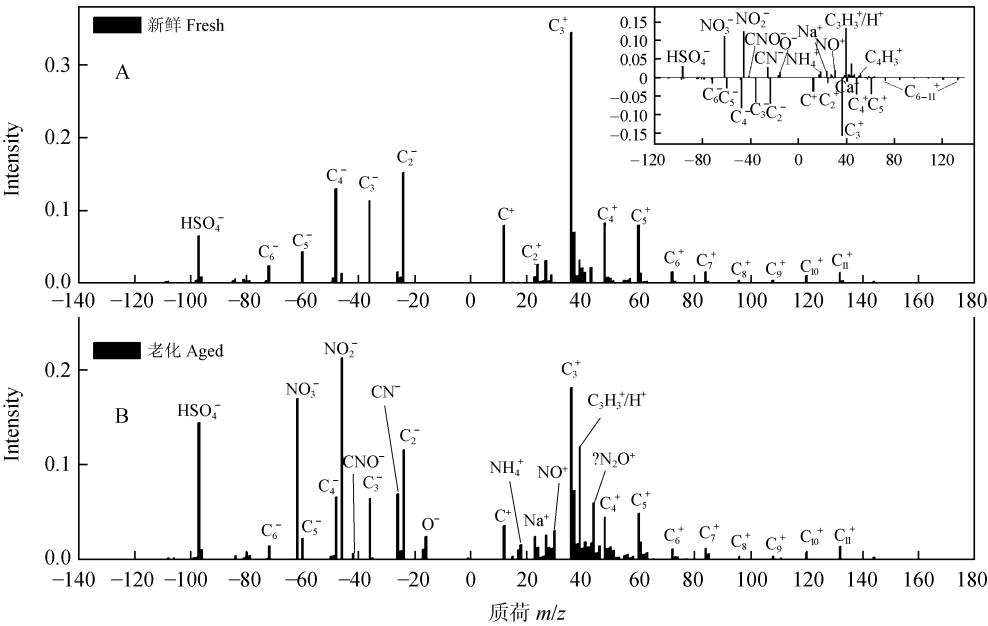 新鲜 Fresh
A
Intensity
0.3
0.2
0.1
0.0
HSO₄⁻
C₆⁻
C₅⁻
C₄⁻
C₃⁻
C₂⁻
C⁺
C₂⁺
C₃⁺
C₄⁺
C₅⁺
C₆⁺
C₇⁺
C₈⁺
C₉⁺
C₁₀⁺
C₁₁⁺
−140 −120 −100 −80 −60 −40 −20 0 20 40 60 80 100 120 140 160 180
0.15
0.10
0.05
0
−0.05
−0.10
−0.15
HSO₄⁻
NO₃⁻
NO₂⁻
CNO⁻
O⁻
CN⁻
Na⁺
NH₄⁺
NO⁺
C₃H₃⁺/H⁺
C₄H₃⁺
C₆⁻
C₅⁻
C₄⁻
C₃⁻
C₂⁻
C⁺
C₂⁺
Ca⁺
C₃⁺
C₄⁺
C₅⁺
C₆₋₁₁⁺
−120 −80 −40 0 40 80 120
老化 Aged
B
Intensity
0.2
0.1
0.0
HSO₄⁻
C₆⁻
NO₃⁻
C₅⁻
C₄⁻
NO₂⁻
CNO⁻
C₃⁻
CN⁻
C₂⁻
O⁻
C⁺
NH₄⁺
Na⁺
NO⁺
C₃⁺
C₃H₃⁺/H⁺
?N₂O⁺
C₄⁺
C₅⁺
C₆⁺
C₇⁺
C₈⁺
C₉⁺
C₁₀⁺
C₁₁⁺
−140 −120 −100 −80 −60 −40 −20 0 20 40 60 80 100 120 140 160 180
质荷 m/z